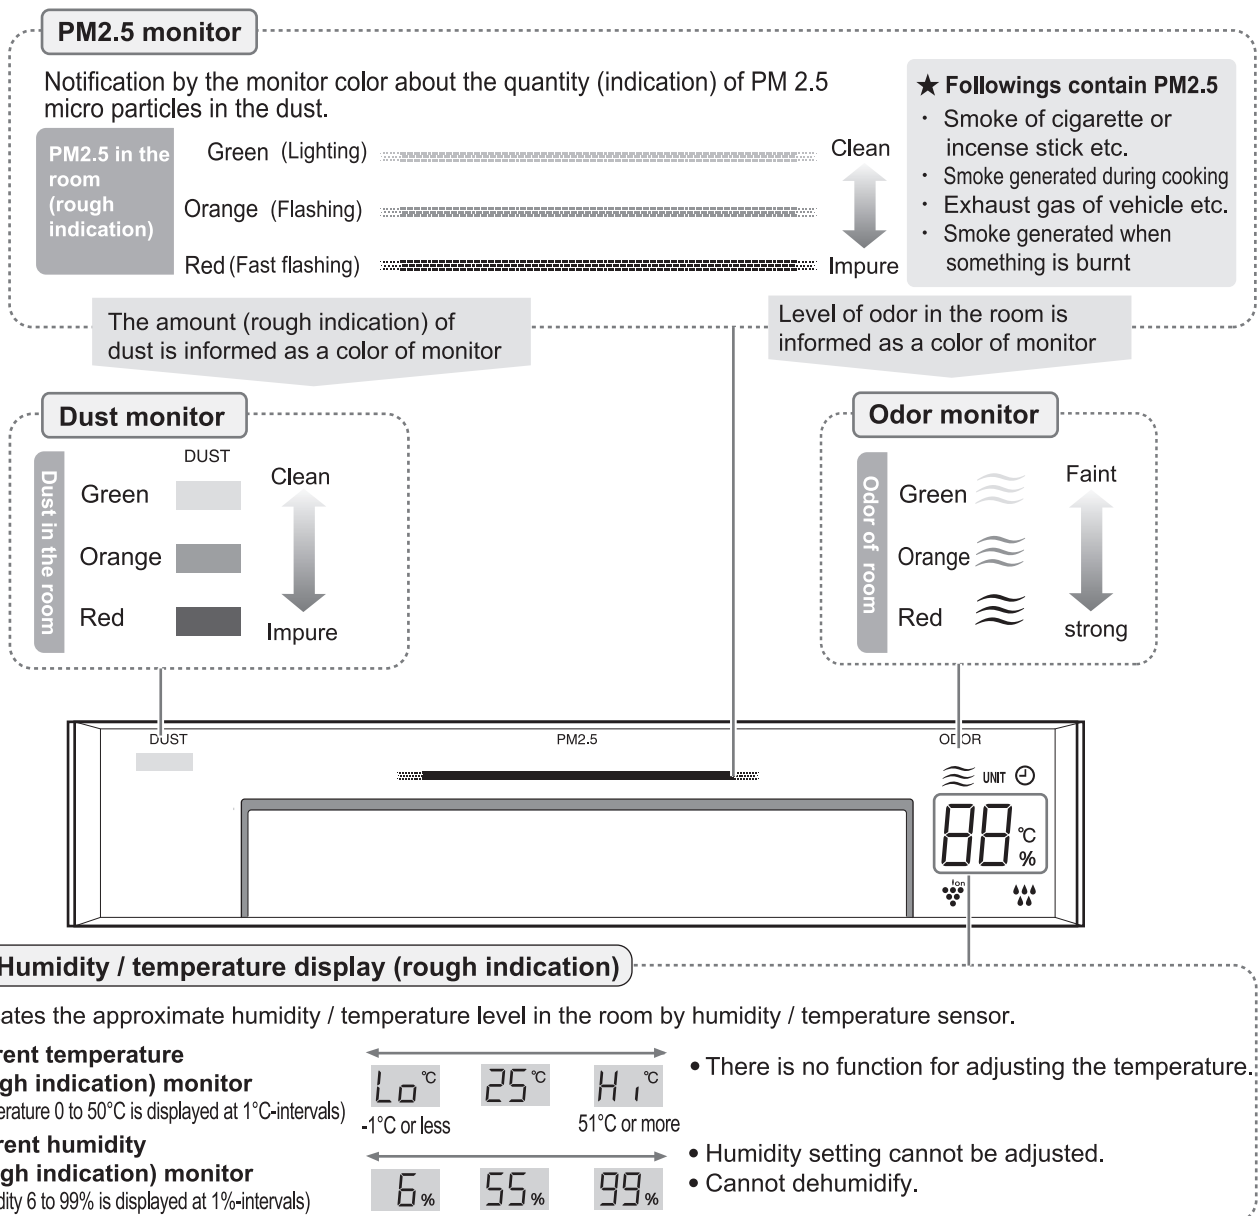 PM2.5 monitor
Notification by the monitor color about the quantity (indication) of PM 2.5
micro particles in the dust.
PM2.5 in the
room
(rough
indication)
Green (Lighting)
Orange (Flashing)
Red (Fast flashing)
Clean
Impure
★ Followings contain PM2.5
· Smoke of cigarette or
incense stick etc.
· Smoke generated during cooking
· Exhaust gas of vehicle etc.
· Smoke generated when
something is burnt
The amount (rough indication) of
dust is informed as a color of monitor
Level of odor in the room is
informed as a color of monitor
Dust monitor
Dust in the room
DUST
Green
Orange
Red
Clean
Impure
Odor monitor
Odor of room
Green
Orange
Red
Faint
strong
DUST
PM2.5
ODOR
UNIT
88 °C
%
ion
Humidity / temperature display (rough indication)
ates the approximate humidity / temperature level in the room by humidity / temperature sensor.
rent temperature
gh indication) monitor
erature 0 to 50°C is displayed at 1°C-intervals)
Lo °C
25 °C
Hi °C
-1°C or less
51°C or more
• There is no function for adjusting the temperature.
rent humidity
gh indication) monitor
dity 6 to 99% is displayed at 1%-intervals)
6 %
55 %
99 %
• Humidity setting cannot be adjusted.
• Cannot dehumidify.